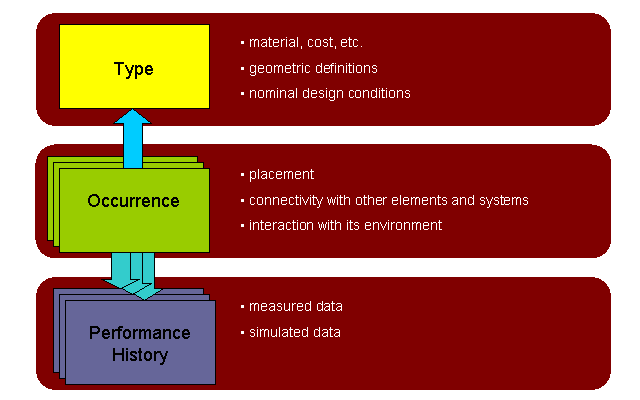 Type
• material, cost, etc.
• geometric definitions
• nominal design conditions
Occurrence
• placement
• connectivity with other elements and systems
• interaction with its environment
Performance
History
• measured data
• simulated data